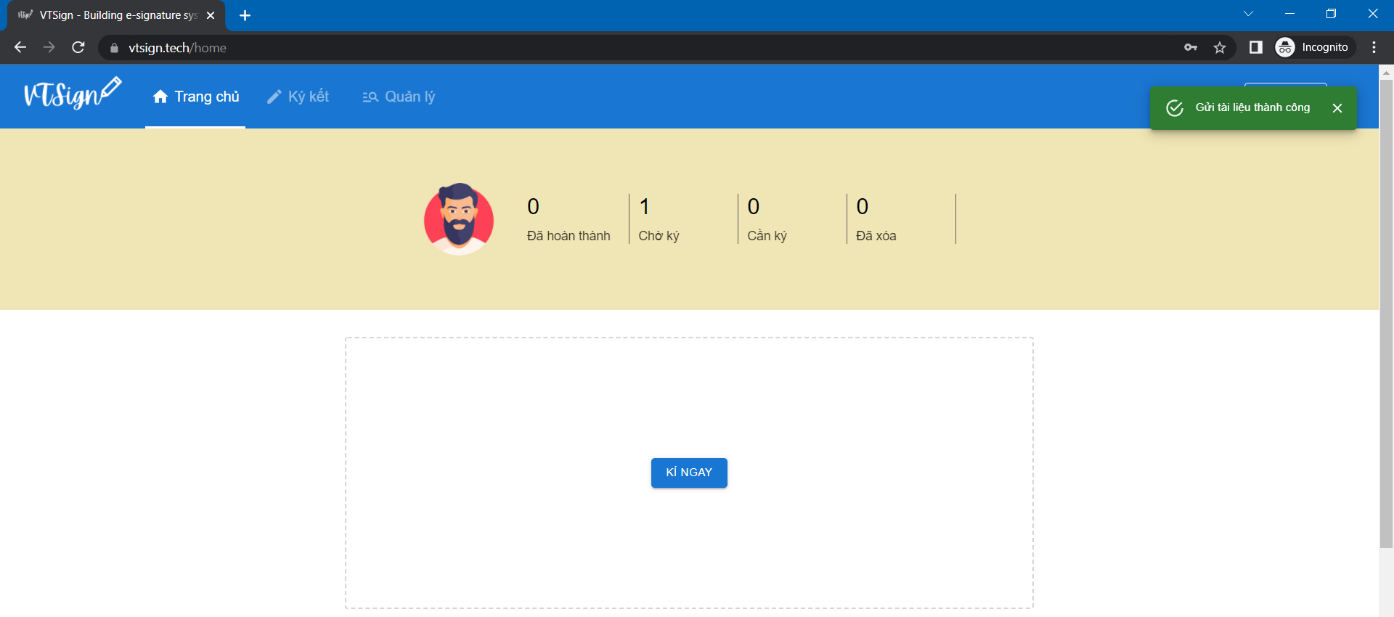 VTSign - Building e-signature sys
vtsign.tech/home
Incognito
VTSign
Trang chủ
Ký kết
Quản lý
Gửi tài liệu thành công
0
1
0
0
Đã hoàn thành
Chờ ký
Cần ký
Đã xóa
KÍ NGAY